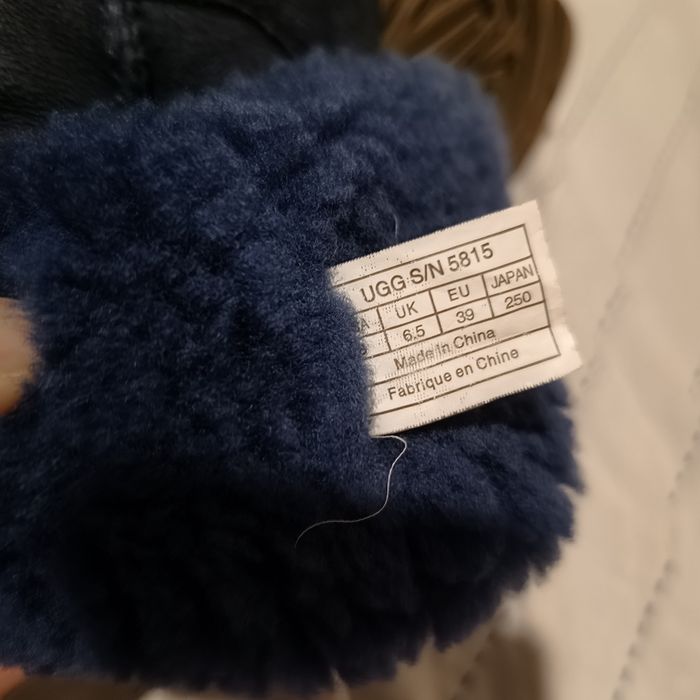 UGG S/N 5815
UK EU JAPAN
6.5 39 250
Made in China
Fabrique en Chine